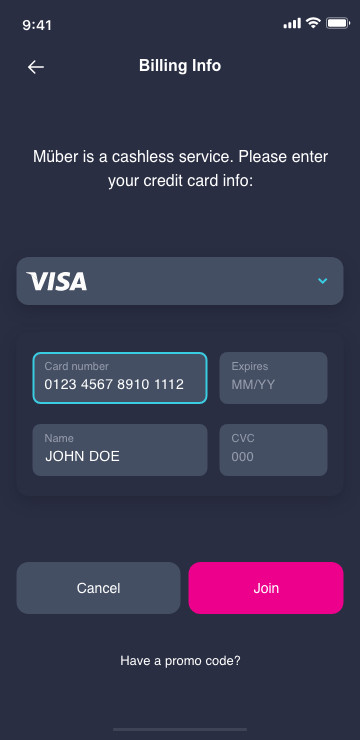 9:41
Billing Info
Müber is a cashless service. Please enter
your credit card info:
VISA
Card number
0123 4567 8910 1112
Expires
MM/YY
Name
JOHN DOE
CVC
000
Cancel
Join
Have a promo code?